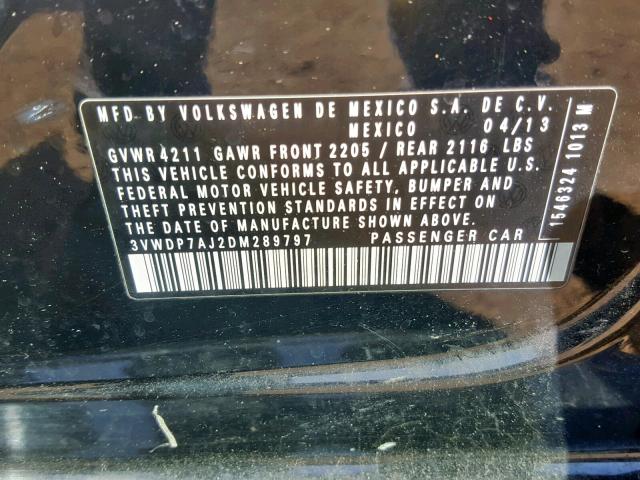 MFD BY VOLKSWAGEN DE MEXICO S.A. DE C.V.
MEXICO 04/13
GVWR 4211 GAWR FRONT 2205 / REAR 2116 LBS
THIS VEHICLE CONFORMS TO ALL APPLICABLE U.S.
FEDERAL MOTOR VEHICLE SAFETY, BUMPER AND
THEFT PREVENTION STANDARDS IN EFFECT ON
THE DATE OF MANUFACTURE SHOWN ABOVE.
3VWDP7AJ2DM289797 PASSENGER CAR
1546324 1013 M